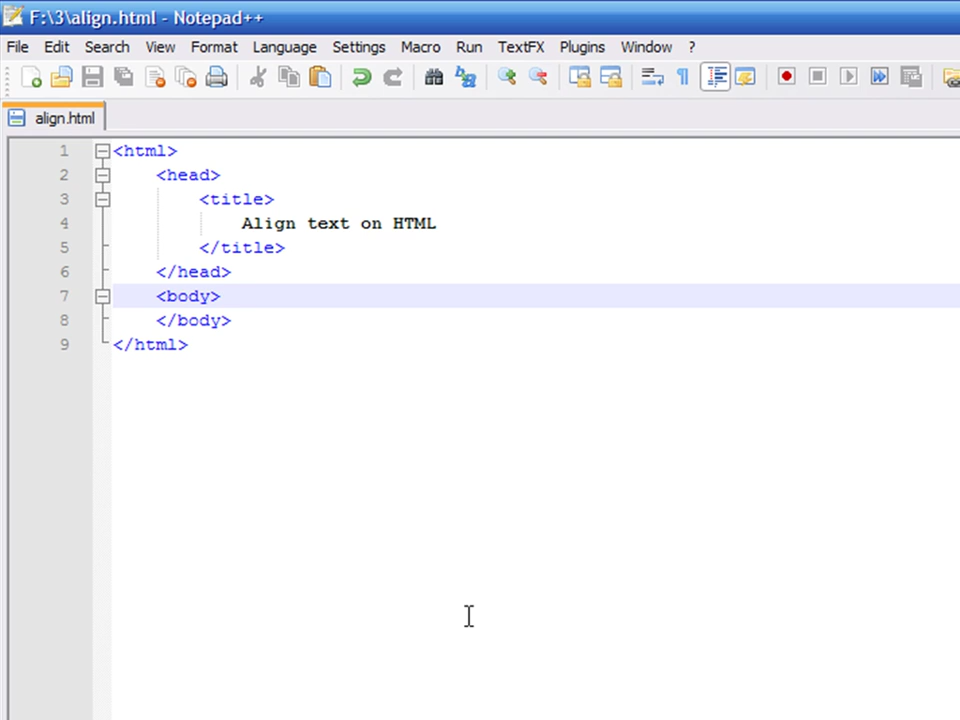 F:\3\align.html - Notepad++
File Edit Search View Format Language Settings Macro Run TextFX Plugins Window ?
align.html
1 <html>
2 <head>
3 <title>
4 Align text on HTML
5 </title>
6 </head>
7 <body>
8 </body>
9 </html>